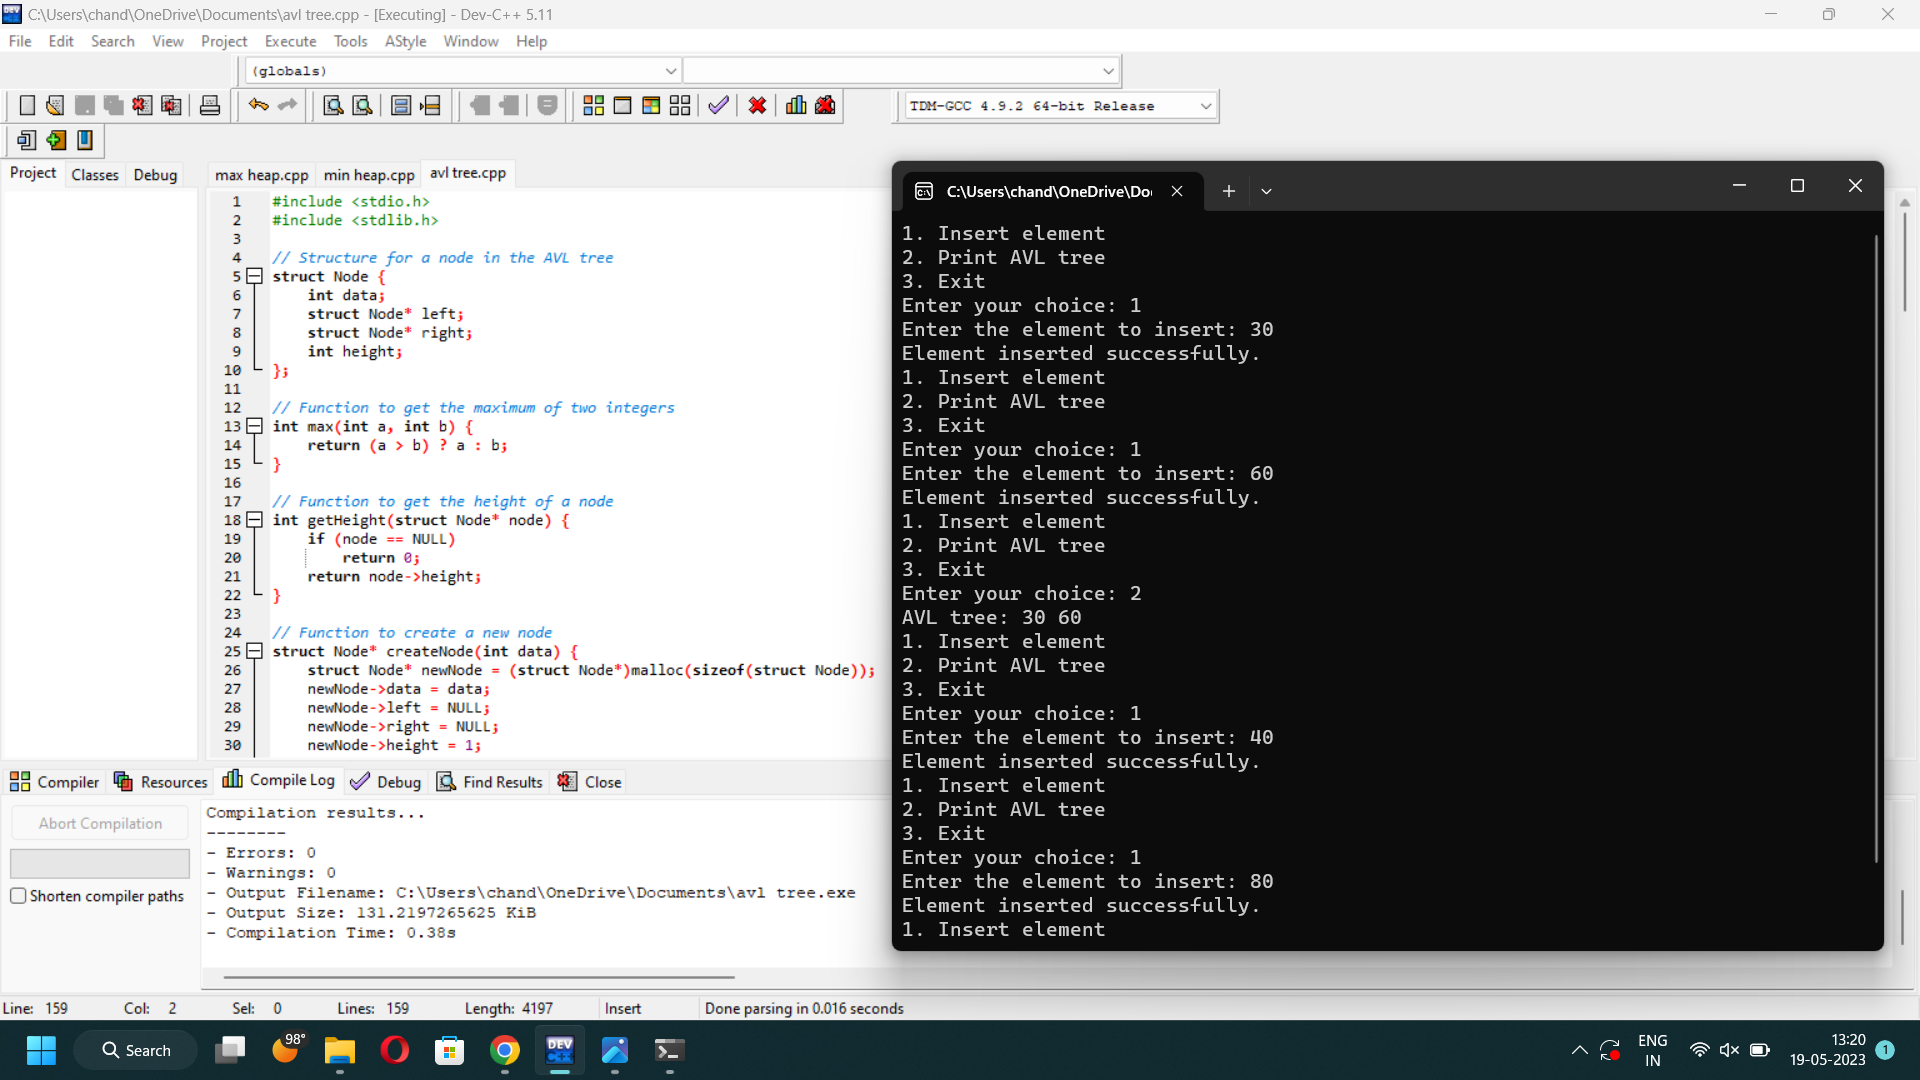 C:\Users\chand\OneDrive\Documents\avl tree.cpp - [Executing] - Dev-C++ 5.11
File Edit Search View Project Execute Tools AStyle Window Help
(globals)
TDM-GCC 4.9.2 64-bit Release
Project Classes Debug
max heap.cpp min heap.cpp avl tree.cpp
1 #include <stdio.h>
2 #include <stdlib.h>
3
4 // Structure for a node in the AVL tree
5 struct Node {
6 int data;
7 struct Node* left;
8 struct Node* right;
9 int height;
10 };
11
12 // Function to get the maximum of two integers
13 int max(int a, int b) {
14 return (a > b) ? a : b;
15 }
16
17 // Function to get the height of a node
18 int getHeight(struct Node* node) {
19 if (node == NULL)
20 return 0;
21 return node->height;
22 }
23
24 // Function to create a new node
25 struct Node* createNode(int data) {
26 struct Node* newNode = (struct Node*)malloc(sizeof(struct Node));
27 newNode->data = data;
28 newNode->left = NULL;
29 newNode->right = NULL;
30 newNode->height = 1;
C:\Users\chand\OneDrive\Do
1. Insert element
2. Print AVL tree
3. Exit
Enter your choice: 1
Enter the element to insert: 30
Element inserted successfully.
1. Insert element
2. Print AVL tree
3. Exit
Enter your choice: 1
Enter the element to insert: 60
Element inserted successfully.
1. Insert element
2. Print AVL tree
3. Exit
Enter your choice: 2
AVL tree: 30 60
1. Insert element
2. Print AVL tree
3. Exit
Enter your choice: 1
Enter the element to insert: 40
Element inserted successfully.
1. Insert element
2. Print AVL tree
3. Exit
Enter your choice: 1
Enter the element to insert: 80
Element inserted successfully.
1. Insert element
Compiler Resources Compile Log Debug Find Results Close
Abort Compilation
Shorten compiler paths
Compilation results...
--------
- Errors: 0
- Warnings: 0
- Output Filename: C:\Users\chand\OneDrive\Documents\avl tree.exe
- Output Size: 131.2197265625 KiB
- Compilation Time: 0.38s
Line: 159 Col: 2 Sel: 0 Lines: 159 Length: 4197 Insert Done parsing in 0.016 seconds
Search
98°
DEV C++
ENG
IN
13:20
19-05-2023
1